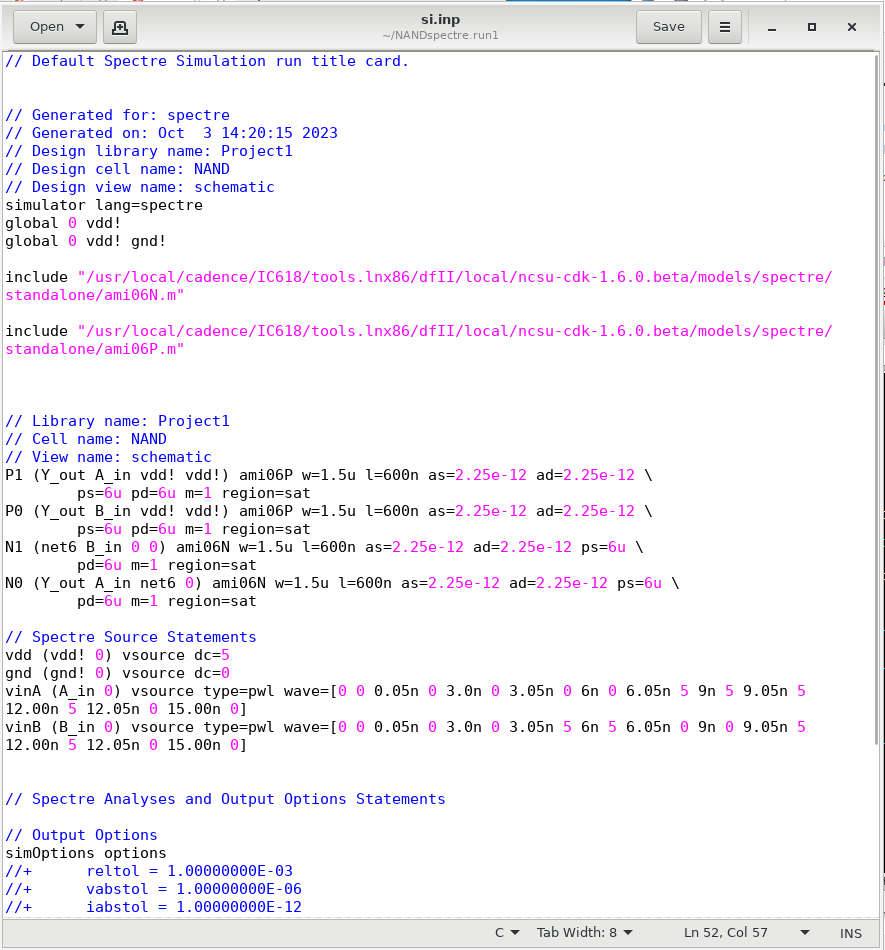 Open
si.inp
~/NANDspectre.run1
Save
// Default Spectre Simulation run title card.
// Generated for: spectre
// Generated on: Oct  3 14:20:15 2023
// Design library name: Project1
// Design cell name: NAND
// Design view name: schematic
simulator lang=spectre
global 0 vdd!
global 0 vdd! gnd!
include "/usr/local/cadence/IC618/tools.lnx86/dfII/local/ncsu-cdk-1.6.0.beta/models/spectre/
standalone/ami06N.m"
include "/usr/local/cadence/IC618/tools.lnx86/dfII/local/ncsu-cdk-1.6.0.beta/models/spectre/
standalone/ami06P.m"
// Library name: Project1
// Cell name: NAND
// View name: schematic
P1 (Y_out A_in vdd! vdd!) ami06P w=1.5u l=600n as=2.25e-12 ad=2.25e-12 \
        ps=6u pd=6u m=1 region=sat
P0 (Y_out B_in vdd! vdd!) ami06P w=1.5u l=600n as=2.25e-12 ad=2.25e-12 \
        ps=6u pd=6u m=1 region=sat
N1 (net6 B_in 0 0) ami06N w=1.5u l=600n as=2.25e-12 ad=2.25e-12 ps=6u \
        pd=6u m=1 region=sat
N0 (Y_out A_in net6 0) ami06N w=1.5u l=600n as=2.25e-12 ad=2.25e-12 ps=6u \
        pd=6u m=1 region=sat
// Spectre Source Statements
vdd (vdd! 0) vsource dc=5
gnd (gnd! 0) vsource dc=0
vinA (A_in 0) vsource type=pwl wave=[0 0 0.05n 0 3.0n 0 3.05n 0 6n 0 6.05n 5 9n 5 9.05n 5
12.00n 5 12.05n 0 15.00n 0]
vinB (B_in 0) vsource type=pwl wave=[0 0 0.05n 0 3.0n 0 3.05n 5 6n 5 6.05n 0 9n 0 9.05n 5
12.00n 5 12.05n 0 15.00n 0]
// Spectre Analyses and Output Options Statements
// Output Options
simOptions options
//+      reltol = 1.00000000E-03
//+      vabstol = 1.00000000E-06
//+      iabstol = 1.00000000E-12
C
Tab Width: 8
Ln 52, Col 57
INS